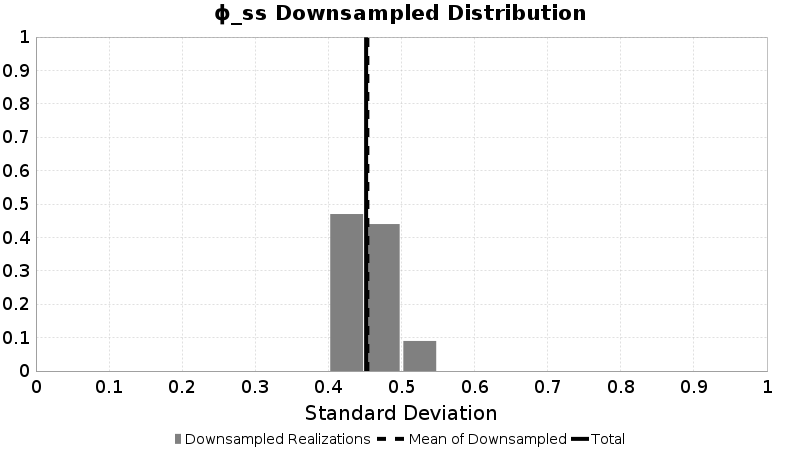 ϕ_ss Downsampled Distribution
1
0.9
0.8
0.7
0.6
0.5
0.4
0.3
0.2
0.1
0
0 0.1 0.2 0.3 0.4 0.5 0.6 0.7 0.8 0.9 1
Standard Deviation
Downsampled Realizations Mean of Downsampled Total